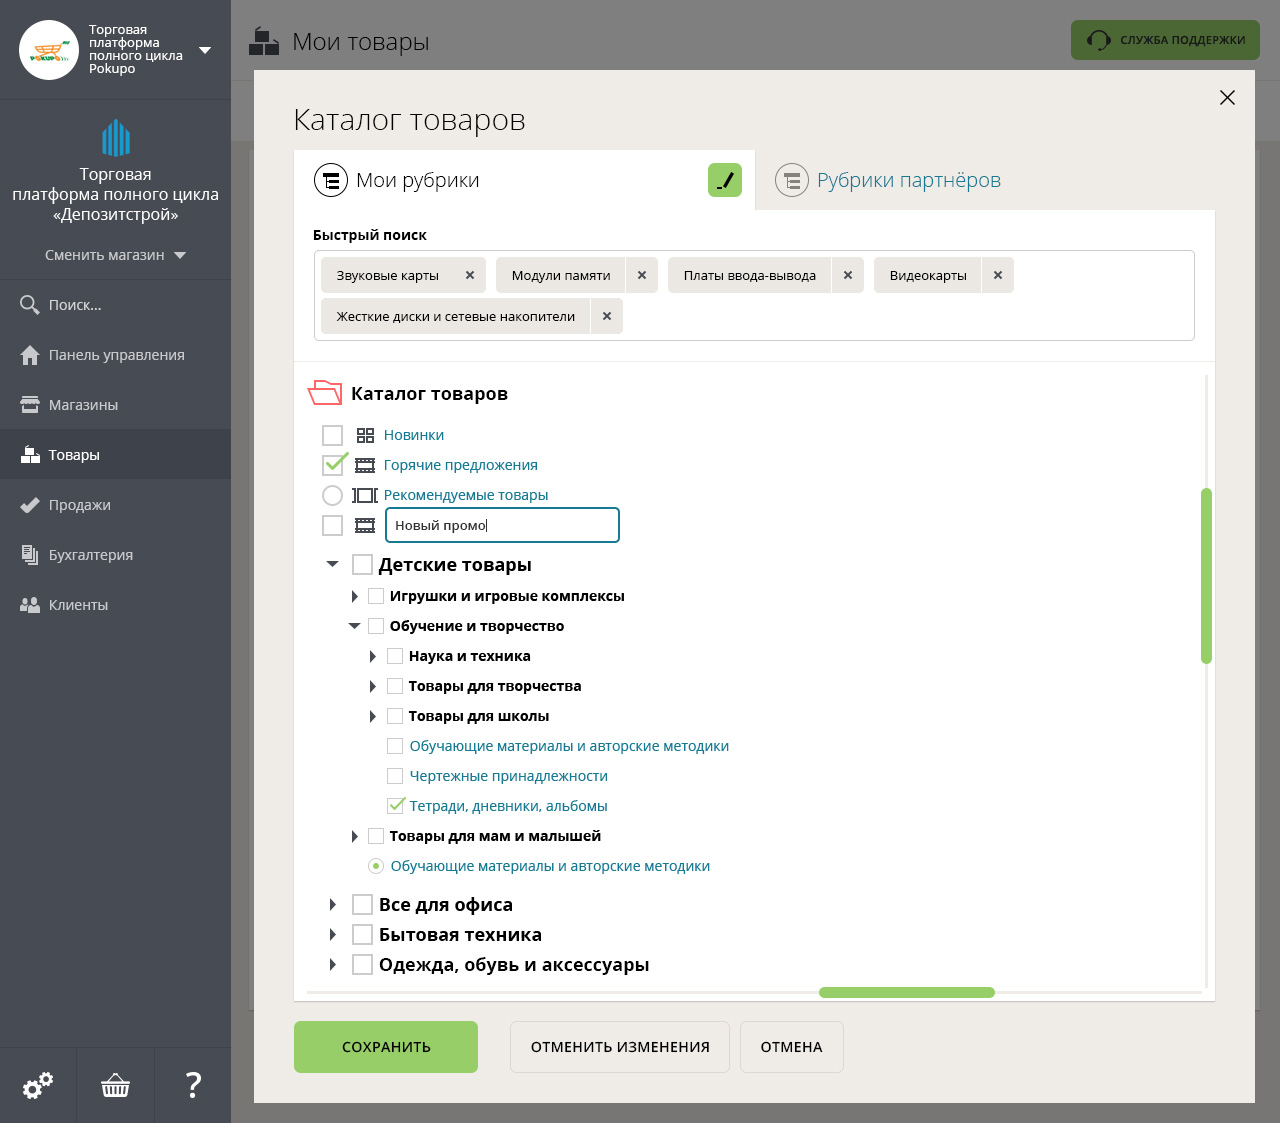 Торговая
платформа
полного цикла
Pokupo
POKUPO
Торговая
платформа полного цикла
«Депозитстрой»
Сменить магазин
Поиск...
Панель управления
Магазины
Товары
Продажи
Бухгалтерия
Клиенты
?
Мои товары
СЛУЖБА ПОДДЕРЖКИ
Каталог товаров
Мои рубрики
Рубрики партнёров
Быстрый поиск
Звуковые карты
Модули памяти
Платы ввода-вывода
Видеокарты
Жесткие диски и сетевые накопители
Каталог товаров
Новинки
Горячие предложения
Рекомендуемые товары
Новый промо
Детские товары
Игрушки и игровые комплексы
Обучение и творчество
Наука и техника
Товары для творчества
Товары для школы
Обучающие материалы и авторские методики
Чертежные принадлежности
Тетради, дневники, альбомы
Товары для мам и малышей
Обучающие материалы и авторские методики
Все для офиса
Бытовая техника
Одежда, обувь и аксессуары
СОХРАНИТЬ
ОТМЕНИТЬ ИЗМЕНЕНИЯ
ОТМЕНА